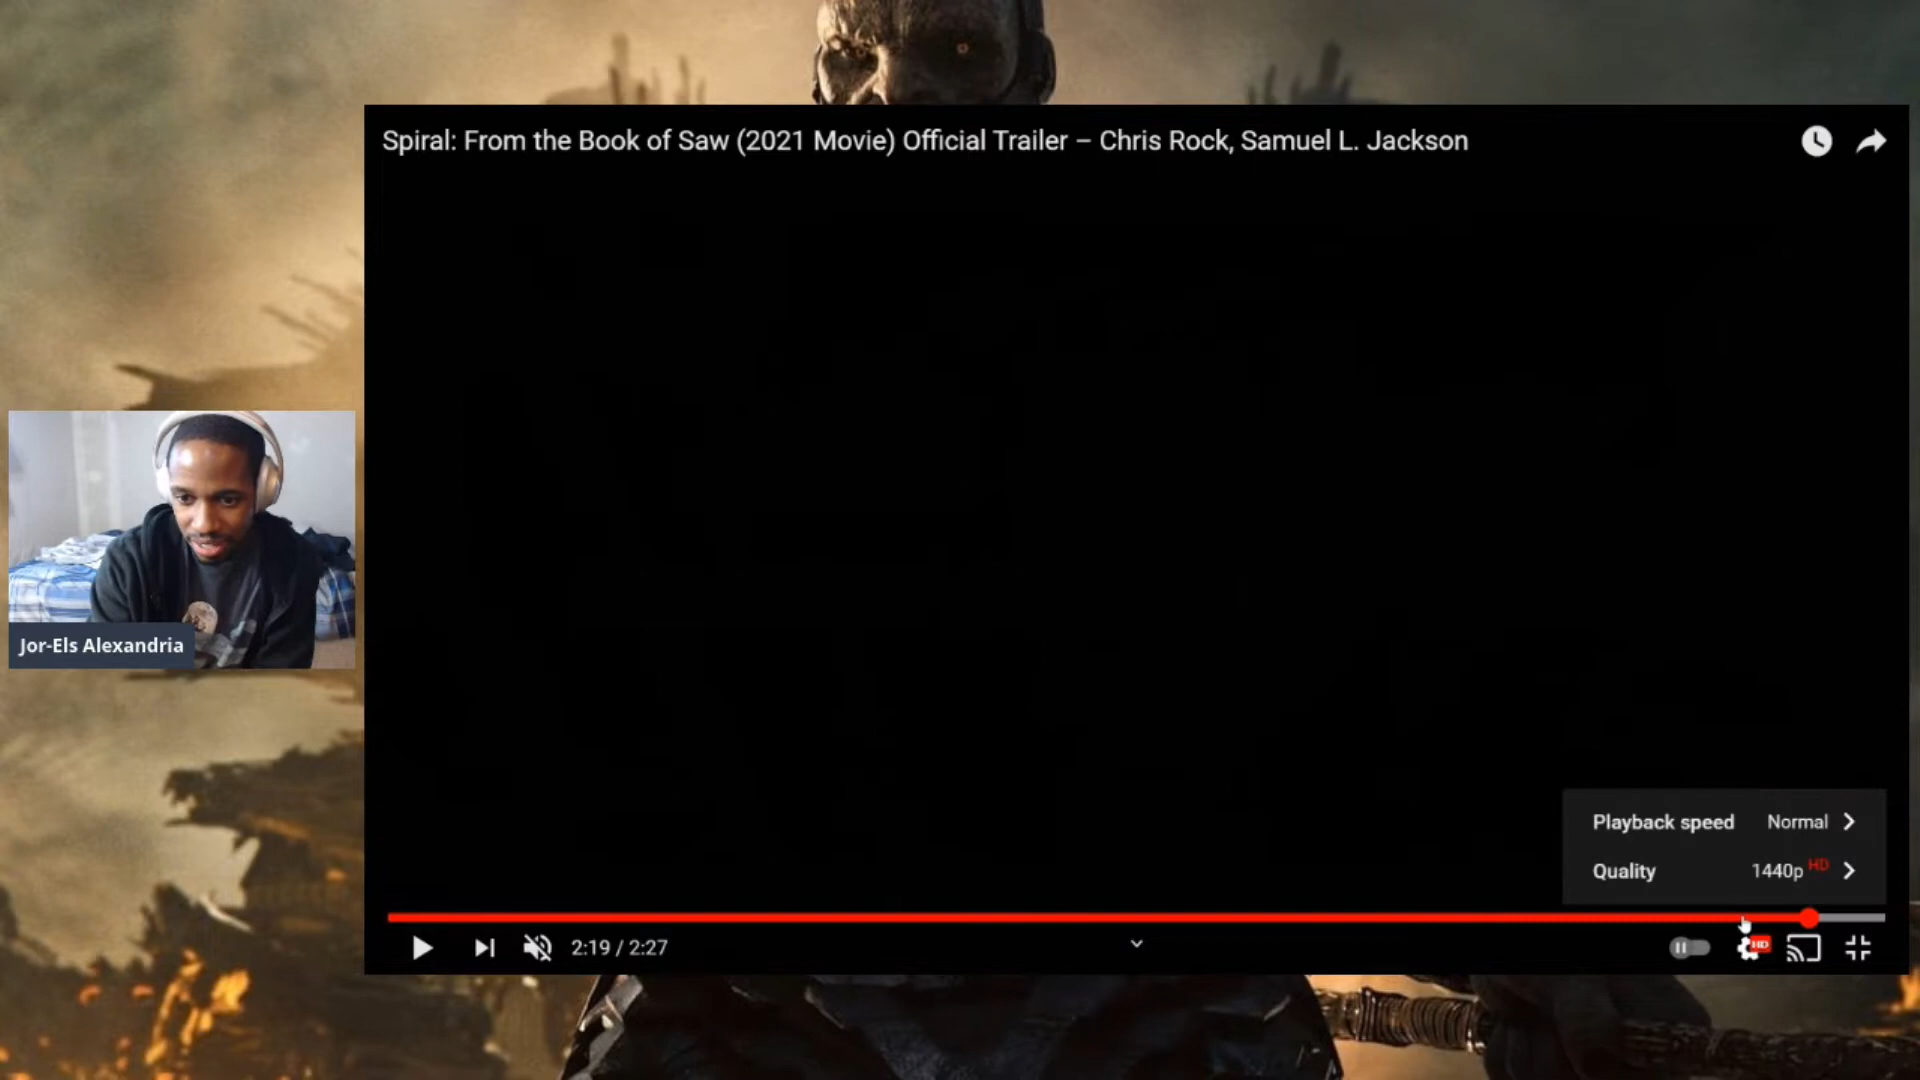 Spiral: From the Book of Saw (2021 Movie) Official Trailer – Chris Rock, Samuel L. Jackson
Jor-Els Alexandria
Playback speed Normal
Quality 1440p HD
2:19 / 2:27
HD